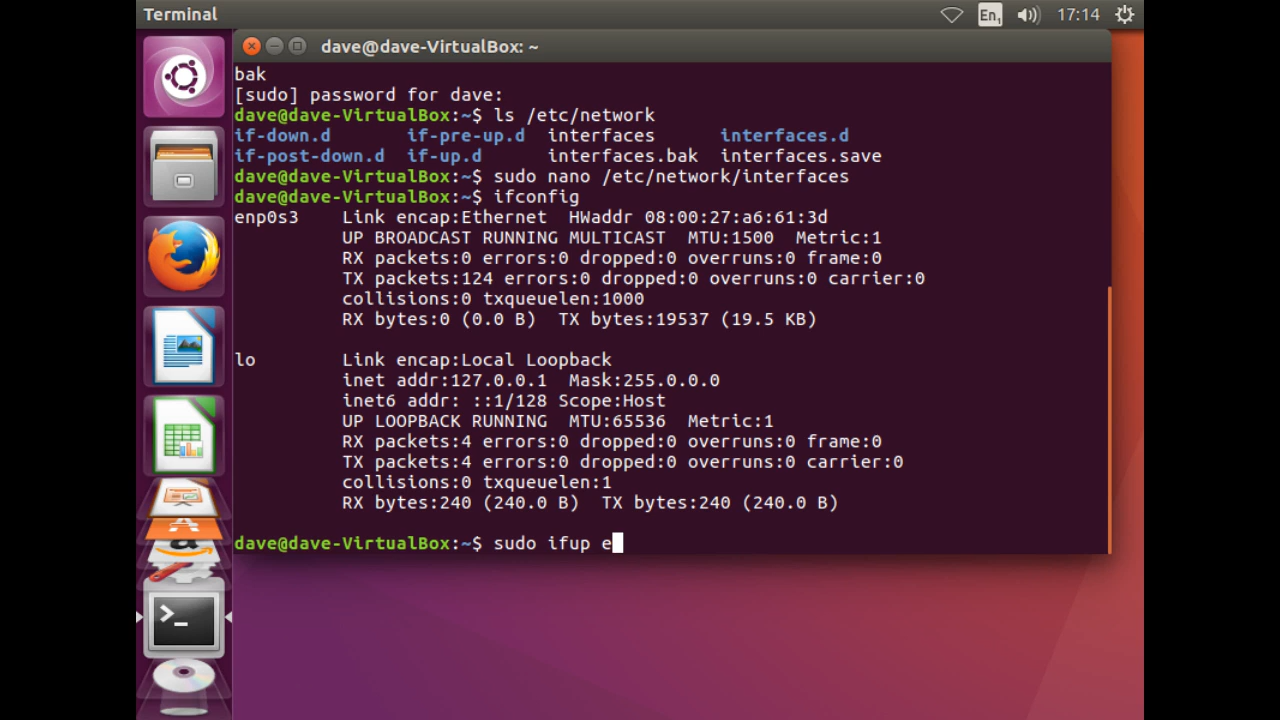 Terminal
En1
17:14
dave@dave-VirtualBox: ~
bak
[sudo] password for dave:
dave@dave-VirtualBox:~$ ls /etc/network
if-down.d       if-pre-up.d  interfaces      interfaces.d
if-post-down.d  if-up.d      interfaces.bak  interfaces.save
dave@dave-VirtualBox:~$ sudo nano /etc/network/interfaces
dave@dave-VirtualBox:~$ ifconfig
enp0s3    Link encap:Ethernet  HWaddr 08:00:27:a6:61:3d
          UP BROADCAST RUNNING MULTICAST  MTU:1500  Metric:1
          RX packets:0 errors:0 dropped:0 overruns:0 frame:0
          TX packets:124 errors:0 dropped:0 overruns:0 carrier:0
          collisions:0 txqueuelen:1000
          RX bytes:0 (0.0 B)  TX bytes:19537 (19.5 KB)

lo        Link encap:Local Loopback
          inet addr:127.0.0.1  Mask:255.0.0.0
          inet6 addr: ::1/128 Scope:Host
          UP LOOPBACK RUNNING  MTU:65536  Metric:1
          RX packets:4 errors:0 dropped:0 overruns:0 frame:0
          TX packets:4 errors:0 dropped:0 overruns:0 carrier:0
          collisions:0 txqueuelen:1
          RX bytes:240 (240.0 B)  TX bytes:240 (240.0 B)

dave@dave-VirtualBox:~$ sudo ifup e